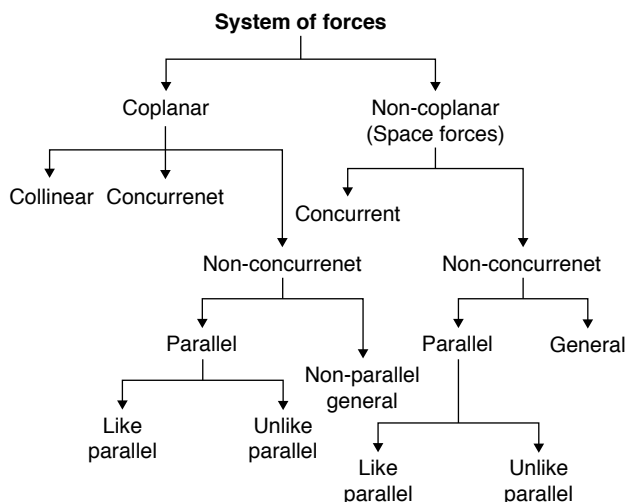 System of forces
Coplanar
Non-coplanar
(Space forces)
Collinear
Concurrenet
Concurrent
Non-concurrenet
Non-concurrenet
Parallel
Non-parallel
general
Parallel
General
Like
parallel
Unlike
parallel
Like
parallel
Unlike
parallel